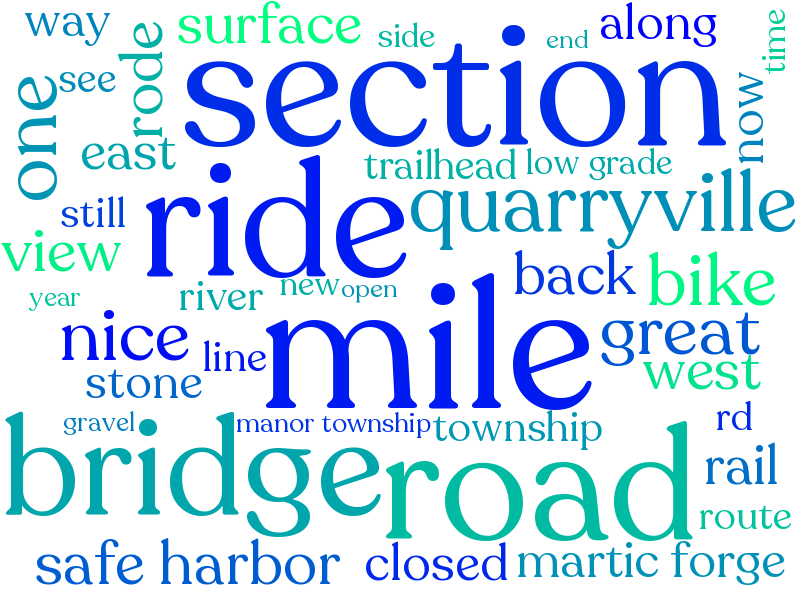 way
surface
side
end
along
time
see
rode
section
one
now
east
trailhead
low grade
ride
quarryville
still
view
back
bike
year
river
new
open
nice
line
mile
great
stone
west
gravel
manor township
township
rd
bridge
road
rail
route
safe harbor
closed
martic forge